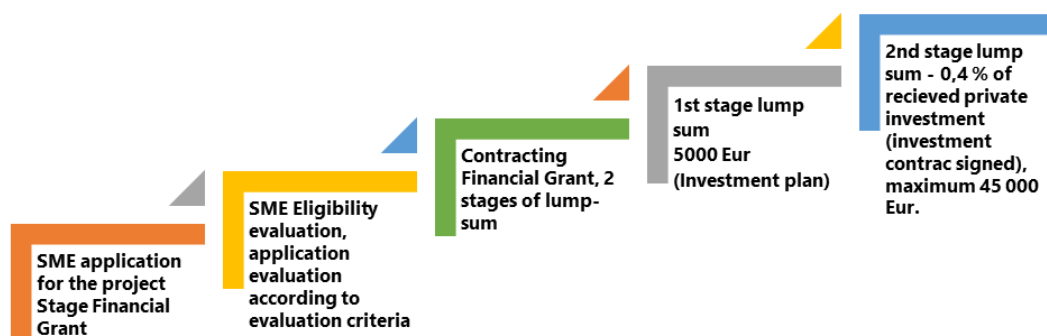 SME application
for the project
Stage Financial
Grant
SME Eligibility
evaluation,
application
evaluation
according to
evaluation criteria
Contracting
Financial Grant, 2
stages of lump-
sum
1st stage lump
sum
5000 Eur
(Investment plan)
2nd stage lump
sum - 0,4 % of
recieved private
investment
(investment
contrac signed),
maximum 45 000
Eur.